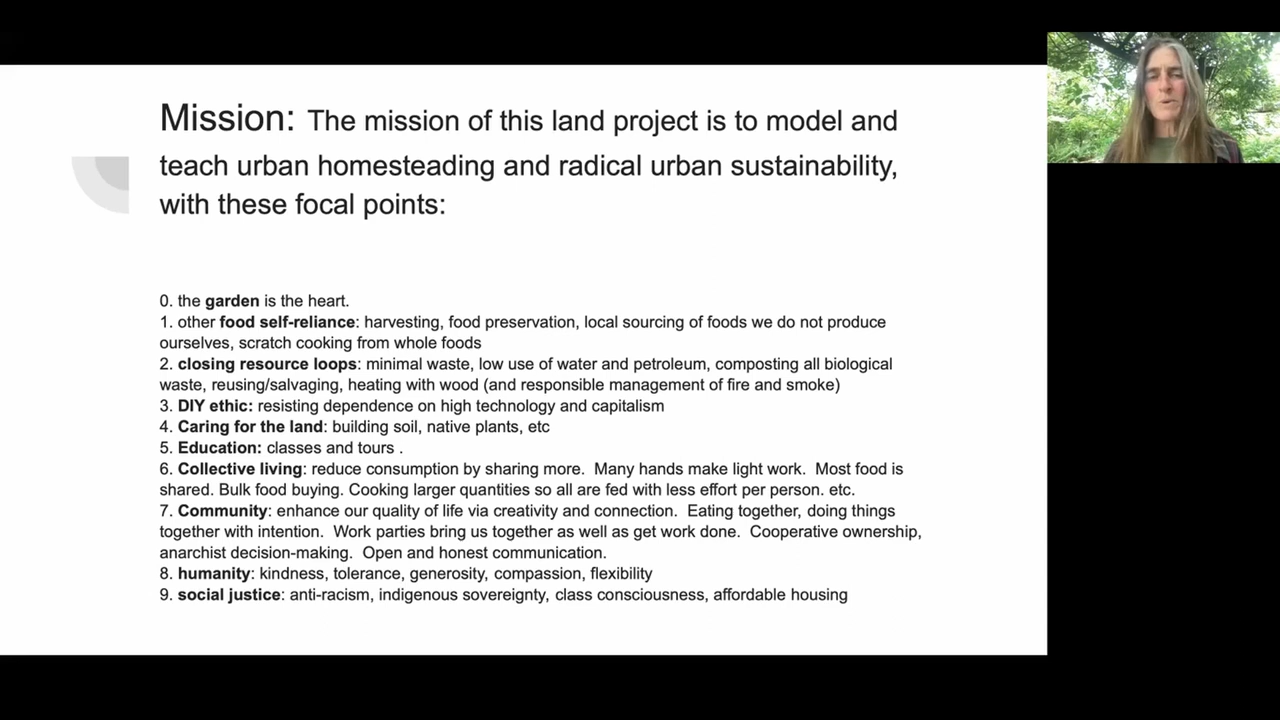 Mission: The mission of this land project is to model and
teach urban homesteading and radical urban sustainability,
with these focal points:
0. the garden is the heart.
1. other food self-reliance: harvesting, food preservation, local sourcing of foods we do not produce
ourselves, scratch cooking from whole foods
2. closing resource loops: minimal waste, low use of water and petroleum, composting all biological
waste, reusing/salvaging, heating with wood (and responsible management of fire and smoke)
3. DIY ethic: resisting dependence on high technology and capitalism
4. Caring for the land: building soil, native plants, etc
5. Education: classes and tours .
6. Collective living: reduce consumption by sharing more.  Many hands make light work.  Most food is
shared. Bulk food buying. Cooking larger quantities so all are fed with less effort per person. etc.
7. Community: enhance our quality of life via creativity and connection.  Eating together, doing things
together with intention.  Work parties bring us together as well as get work done.  Cooperative ownership,
anarchist decision-making.  Open and honest communication.
8. humanity: kindness, tolerance, generosity, compassion, flexibility
9. social justice: anti-racism, indigenous sovereignty, class consciousness, affordable housing